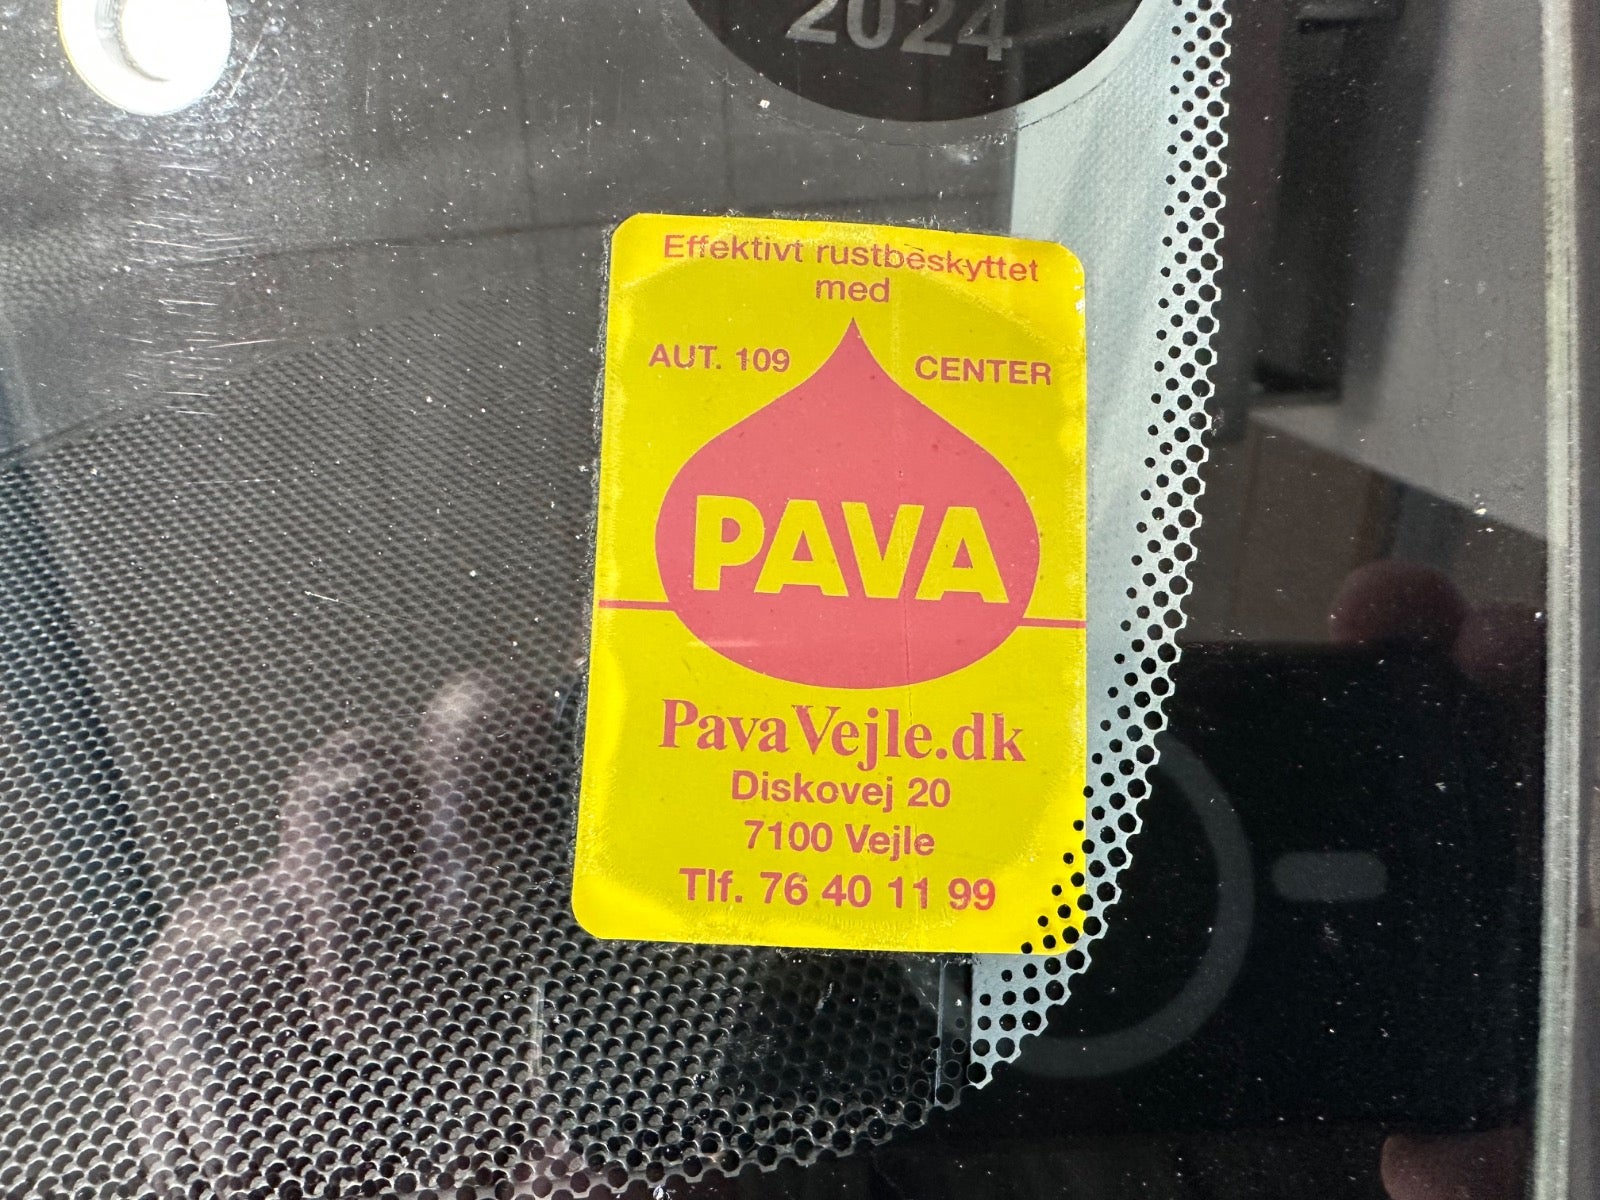 2024
Effektivt rustbeskyttet
med
AUT. 109 CENTER
PAVA
PavaVejle.dk
Diskovej 20
7100 Vejle
Tlf. 76 40 11 99